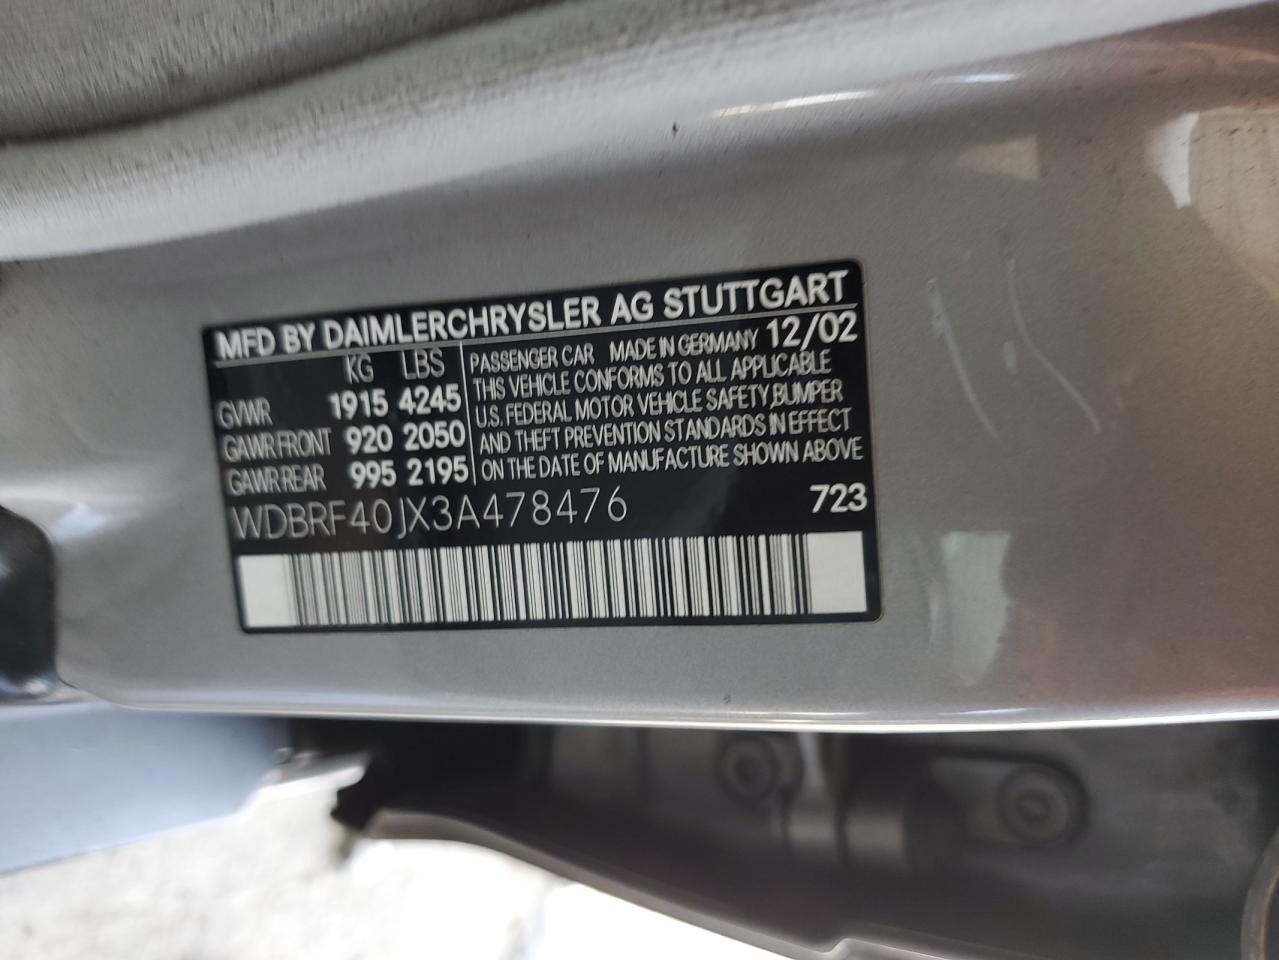 MFD BY DAIMLERCHRYSLER AG STUTTGART
KG LBS
GVWR 1915 4245
GAWR FRONT 920 2050
GAWR REAR 995 2195
PASSENGER CAR MADE IN GERMANY 12/02
THIS VEHICLE CONFORMS TO ALL APPLICABLE
U.S. FEDERAL MOTOR VEHICLE SAFETY,BUMPER
AND THEFT PREVENTION STANDARDS IN EFFECT
ON THE DATE OF MANUFACTURE SHOWN ABOVE
WDBRF40JX3A478476 723